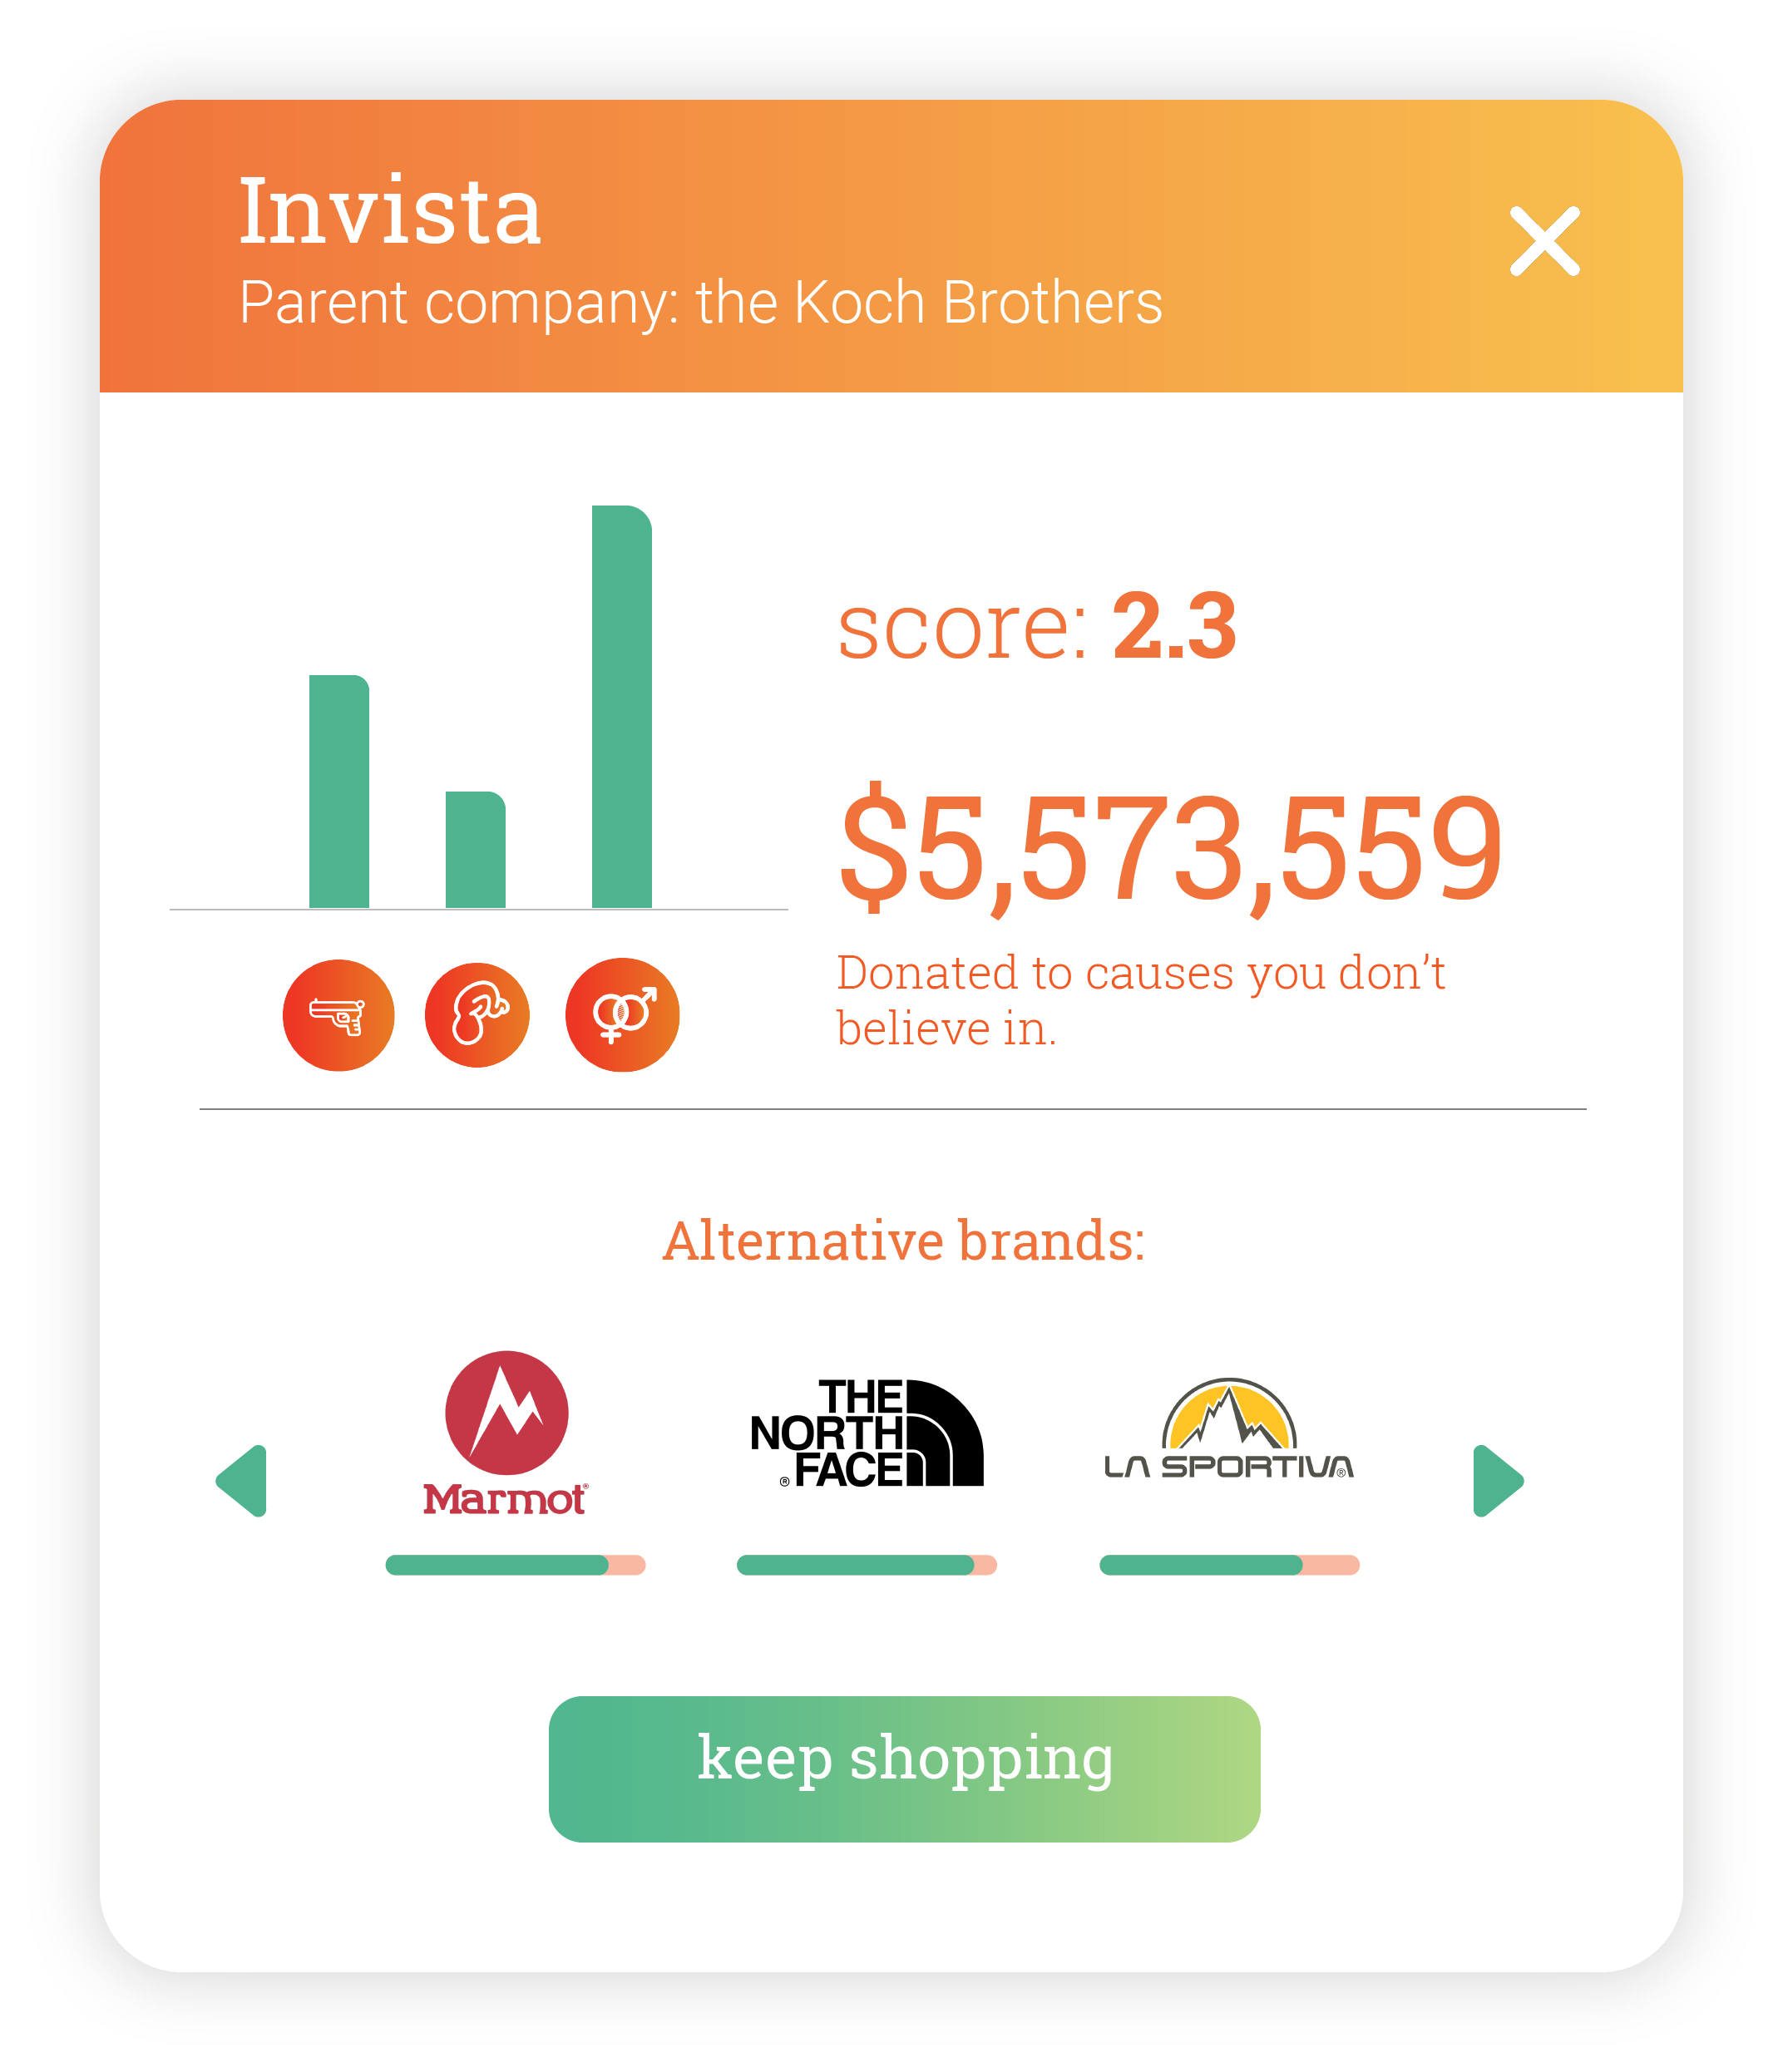 Invista
Parent company: the Koch Brothers
score: 2.3
$5,573,559
Donated to causes you don’t
believe in.
Alternative brands:
Marmot®
THE
NORTH
® FACE
LA SPORTIVA®
keep shopping